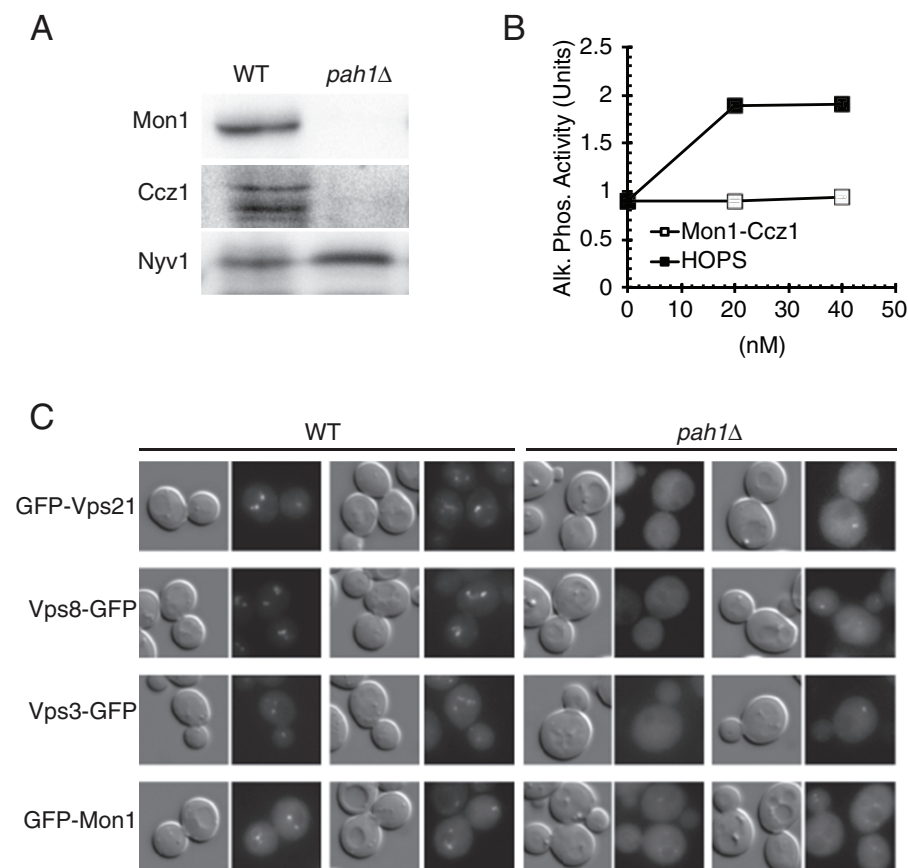 A
WT pah1Δ
Mon1
Ccz1
Nyv1
B
Alk. Phos. Activity (Units)
2.5
2
1.5
1
0.5
0
Mon1-Ccz1
HOPS
0 10 20 30 40 50
(nM)
C
WT pah1Δ
GFP-Vps21
Vps8-GFP
Vps3-GFP
GFP-Mon1